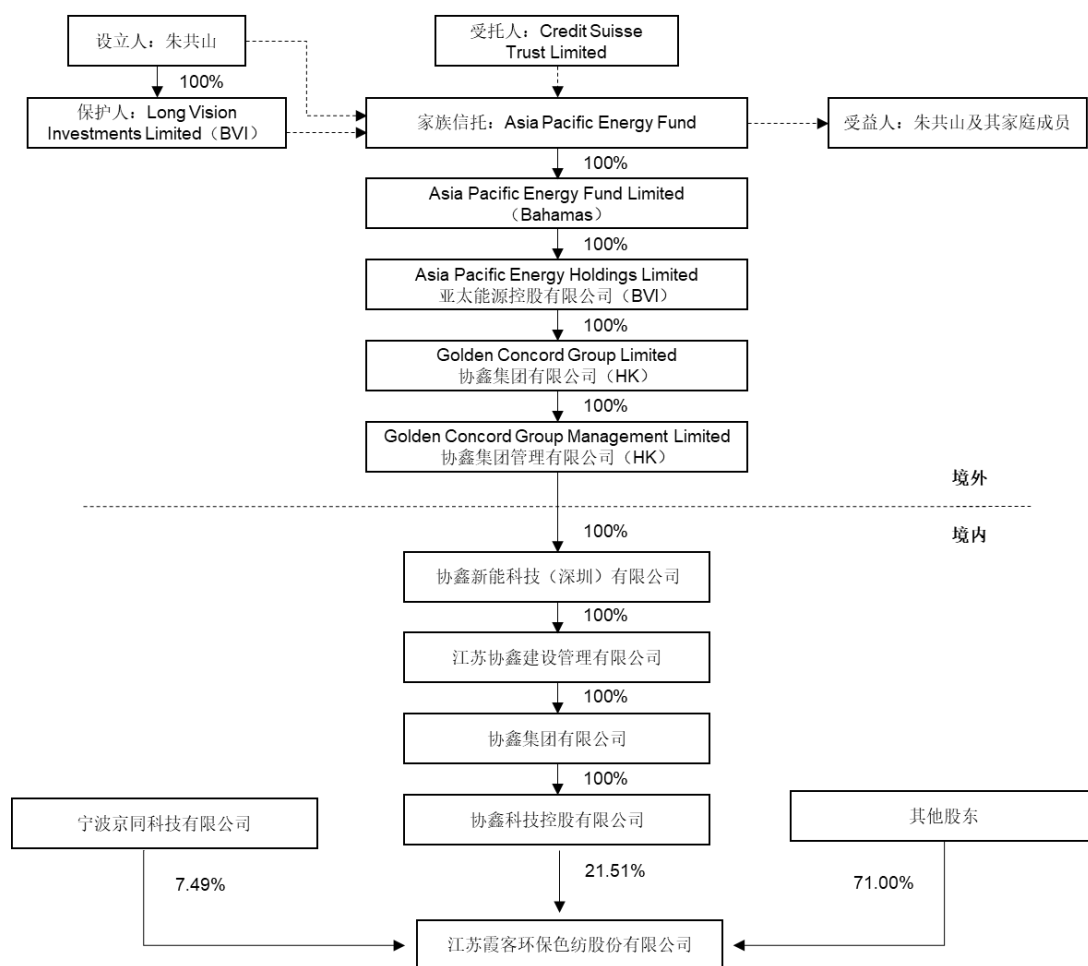 设立人：朱共山
受托人：Credit Suisse
Trust Limited
100%
保护人：Long Vision
Investments Limited（BVI）
家族信托：Asia Pacific Energy Fund
受益人：朱共山及其家庭成员
100%
Asia Pacific Energy Fund Limited
（Bahamas）
100%
Asia Pacific Energy Holdings Limited
亚太能源控股有限公司（BVI）
100%
Golden Concord Group Limited
协鑫集团有限公司（HK）
100%
Golden Concord Group Management Limited
协鑫集团管理有限公司（HK）
境外
境内
100%
协鑫新能科技（深圳）有限公司
100%
江苏协鑫建设管理有限公司
100%
协鑫集团有限公司
100%
宁波京同科技有限公司
协鑫科技控股有限公司
其他股东
7.49%
21.51%
71.00%
江苏霞客环保色纺股份有限公司